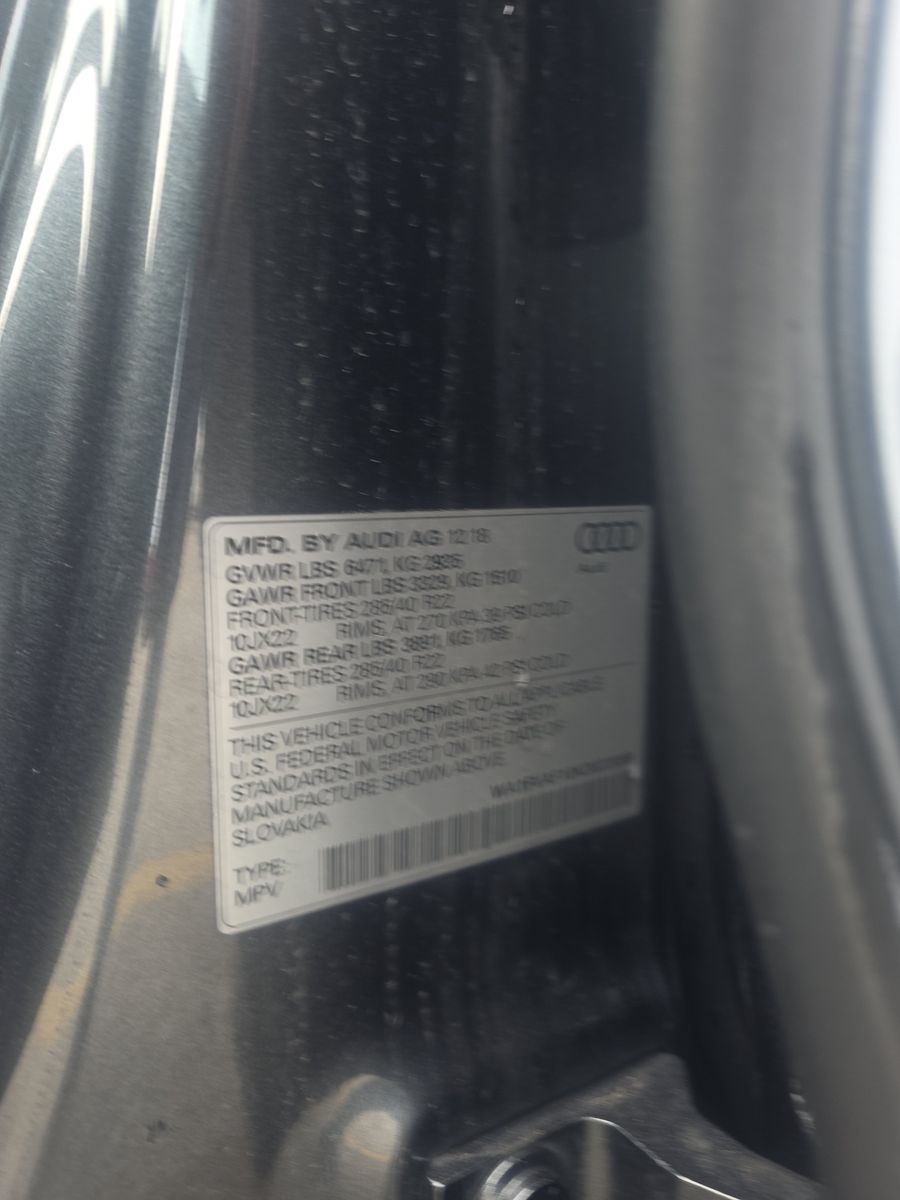 MFD. BY AUDI AG 12/18
GVWR LBS 6471, KG 2935
GAWR FRONT LBS 3329, KG 1510
FRONT-TIRES 285/40 R22
10JX22 RIMS, AT 270 KPA 39 PSI COLD
GAWR REAR LBS KG
REAR-TIRES 285/40 R22
10JX22 RIMS, AT 290 KPA 42 PSI COLD
Audi
THIS VEHICLE CONFORMS TO ALL APPLICABLE
U.S. FEDERAL MOTOR VEHICLE SAFETY
STANDARDS IN EFFECT ON THE DATE OF
MANUFACTURE SHOWN ABOVE.
SLOVAKIA
TYPE:
MPV